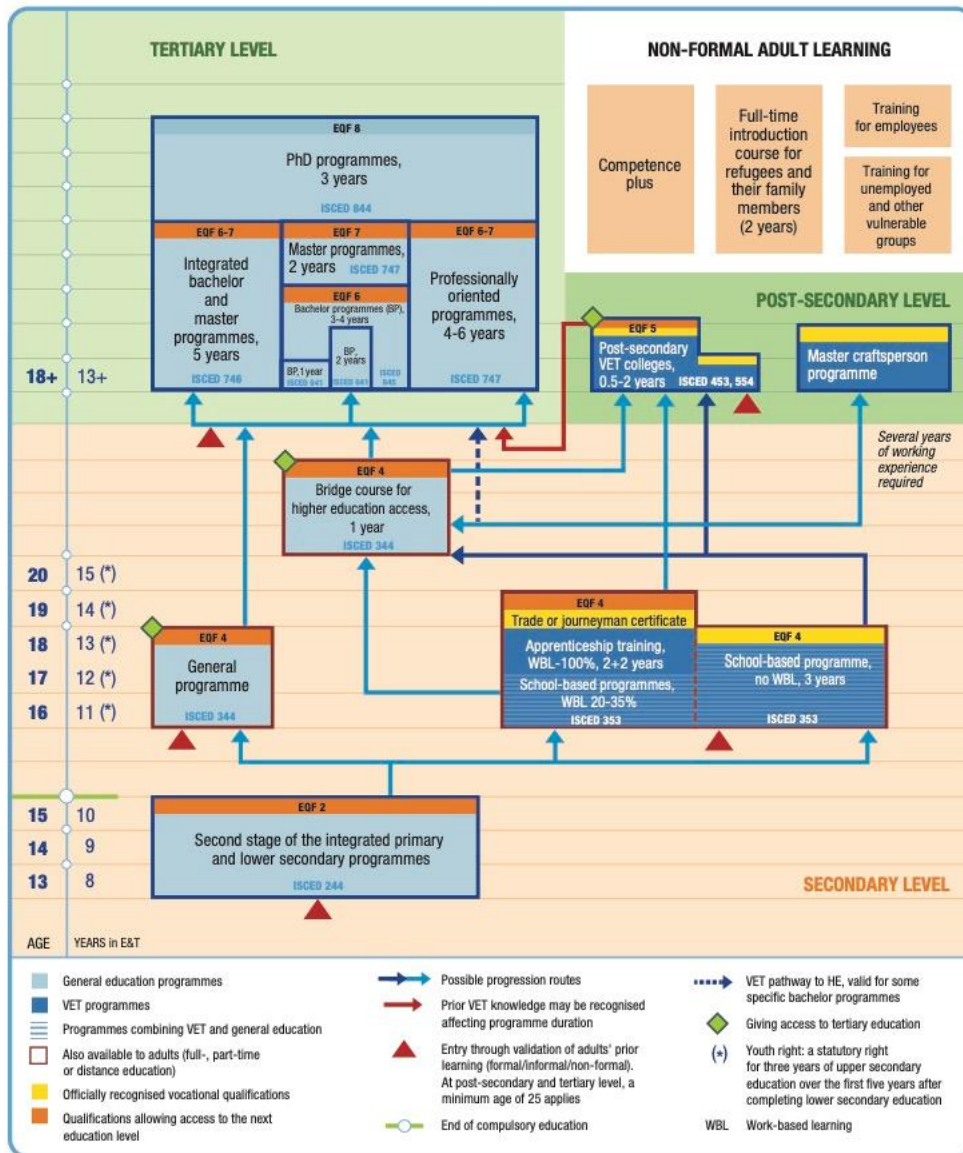 TERTIARY LEVEL
NON-FORMAL ADULT LEARNING
EQF 8
PhD programmes,
3 years
ISCED 844
EQF 6-7
Integrated
bachelor
and
master
programmes,
5 years
ISCED 746
EQF 7
Master programmes,
2 years ISCED 747
EQF 6
Bachelor programmes (BP),
3-4 years
BP, 1 year
ISCED 641
BP,
2 years
ISCED 641
ISCED
645
EQF 6-7
Professionally
oriented
programmes,
4-6 years
ISCED 747
Competence
plus
Full-time
introduction
course for
refugees and
their family
members
(2 years)
Training
for employees
Training for
unemployed
and other
vulnerable
groups
POST-SECONDARY LEVEL
EQF 5
Post-secondary
VET colleges,
0.5-2 years
ISCED 453, 554
Master craftsperson
programme
18+ 13+
Several years
of working
experience
required
EQF 4
Bridge course for
higher education access,
1 year
ISCED 344
20 15 (*)
19 14 (*)
18 13 (*)
17 12 (*)
16 11 (*)
EQF 4
General
programme
ISCED 344
EQF 4
Trade or journeyman certificate
Apprenticeship training,
WBL-100%, 2+2 years
School-based programmes,
WBL 20-35%
ISCED 353
EQF 4
School-based programme,
no WBL, 3 years
ISCED 353
15 10
14 9
13 8
EQF 2
Second stage of the integrated primary
and lower secondary programmes
ISCED 244
SECONDARY LEVEL
AGE YEARS in E&T
General education programmes
VET programmes
Programmes combining VET and general education
Also available to adults (full-, part-time
or distance education)
Officially recognised vocational qualifications
Qualifications allowing access to the next
education level
Possible progression routes
Prior VET knowledge may be recognised
affecting programme duration
Entry through validation of adults' prior
learning (formal/informal/non-formal).
At post-secondary and tertiary level, a
minimum age of 25 applies
End of compulsory education
VET pathway to HE, valid for some
specific bachelor programmes
Giving access to tertiary education
(*) Youth right: a statutory right
for three years of upper secondary
education over the first five years after
completing lower secondary education
WBL Work-based learning